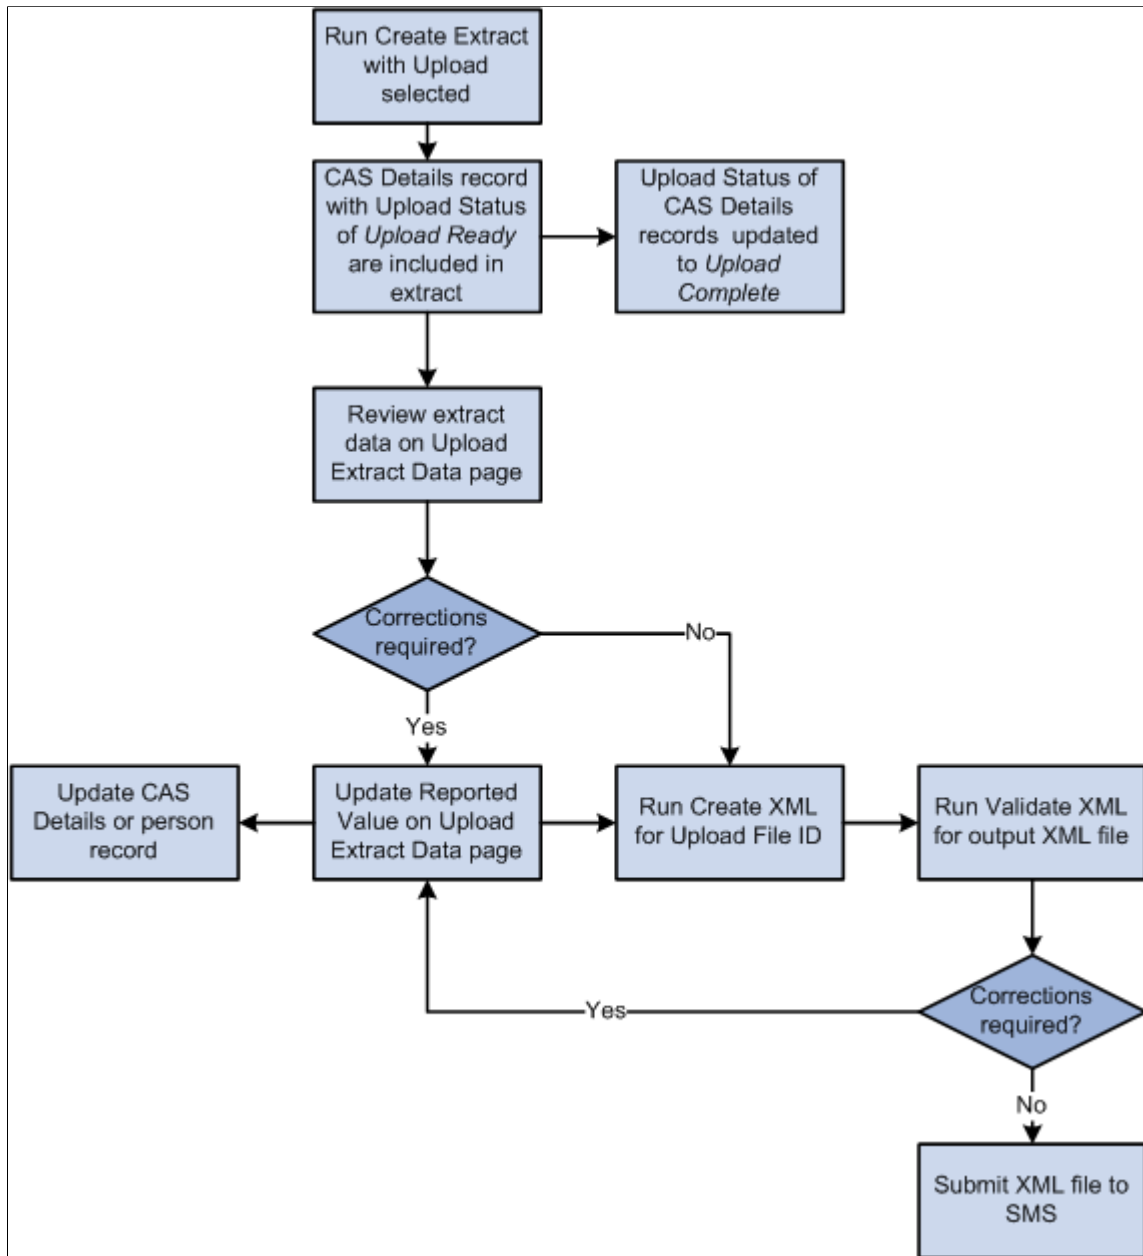 Run Create Extract
with Upload
selected
CAS Details record
with Upload Status
of Upload Ready
are included in
extract
Upload Status of
CAS Details
records updated
to Upload
Complete
Review extract
data on Upload
Extract Data page
Corrections
required?
No
Yes
Update CAS
Details or person
record
Update Reported
Value on Upload
Extract Data page
Run Create XML
for Upload File ID
Run Validate XML
for output XML file
Corrections
required?
Yes
No
Submit XML file to
SMS